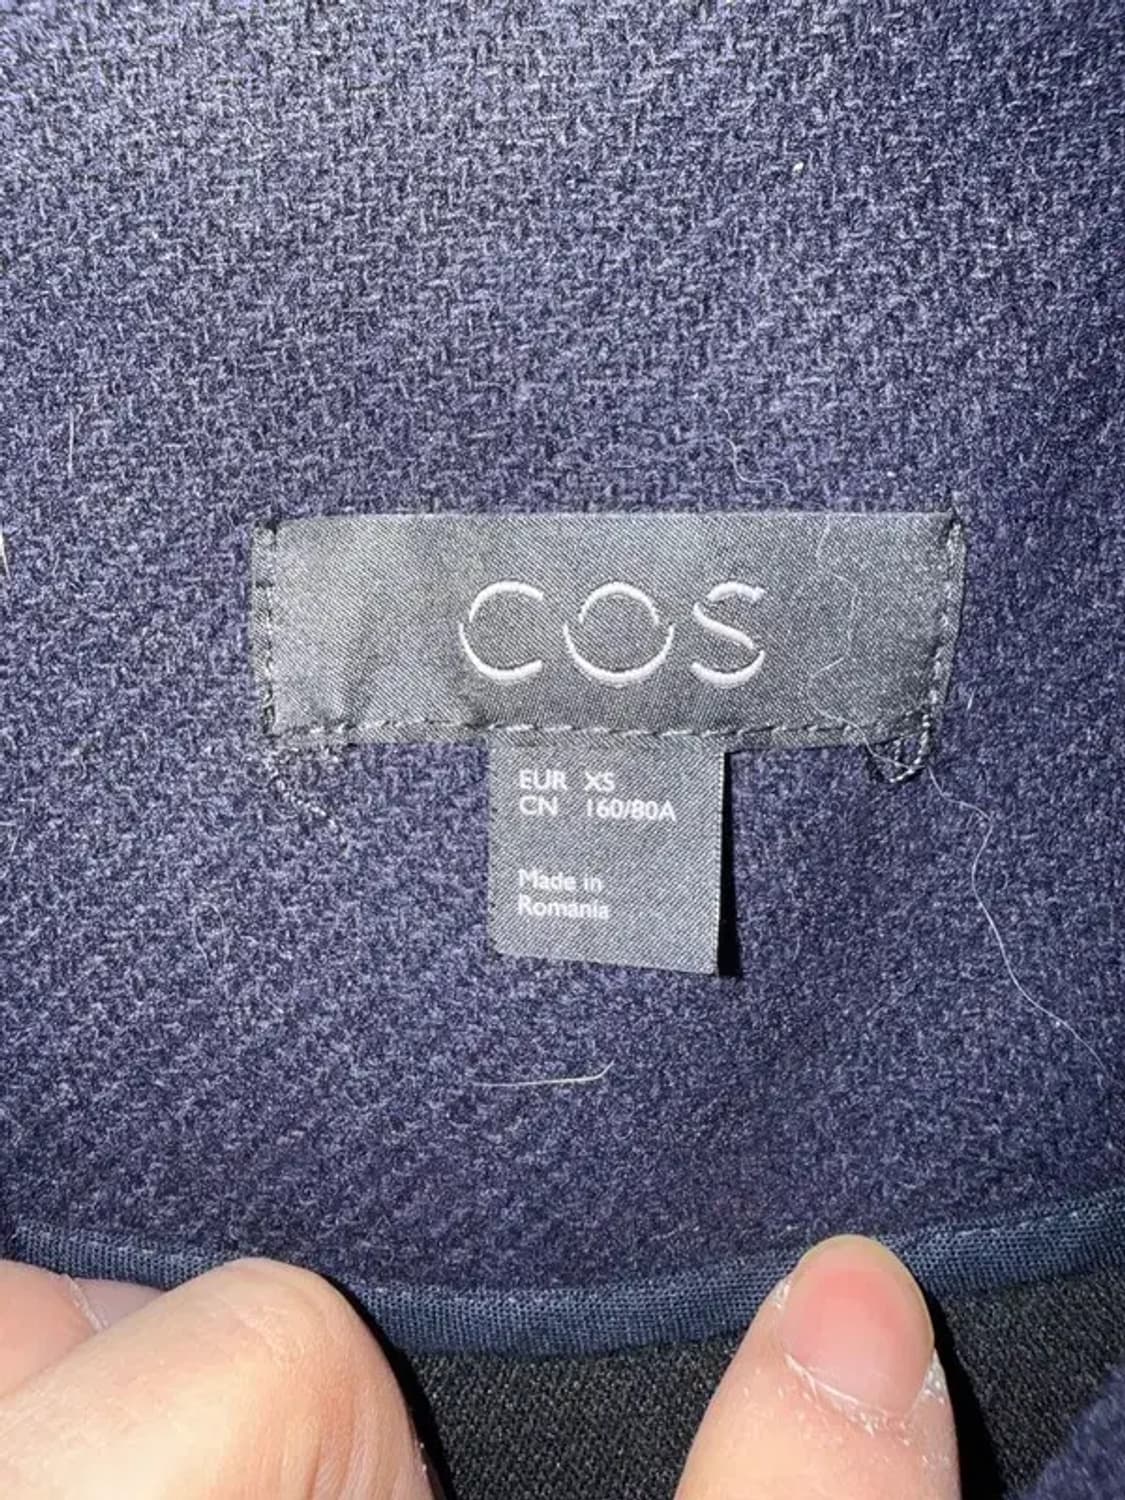 COS
EUR XS
CN 160/80A
Made in
Romania